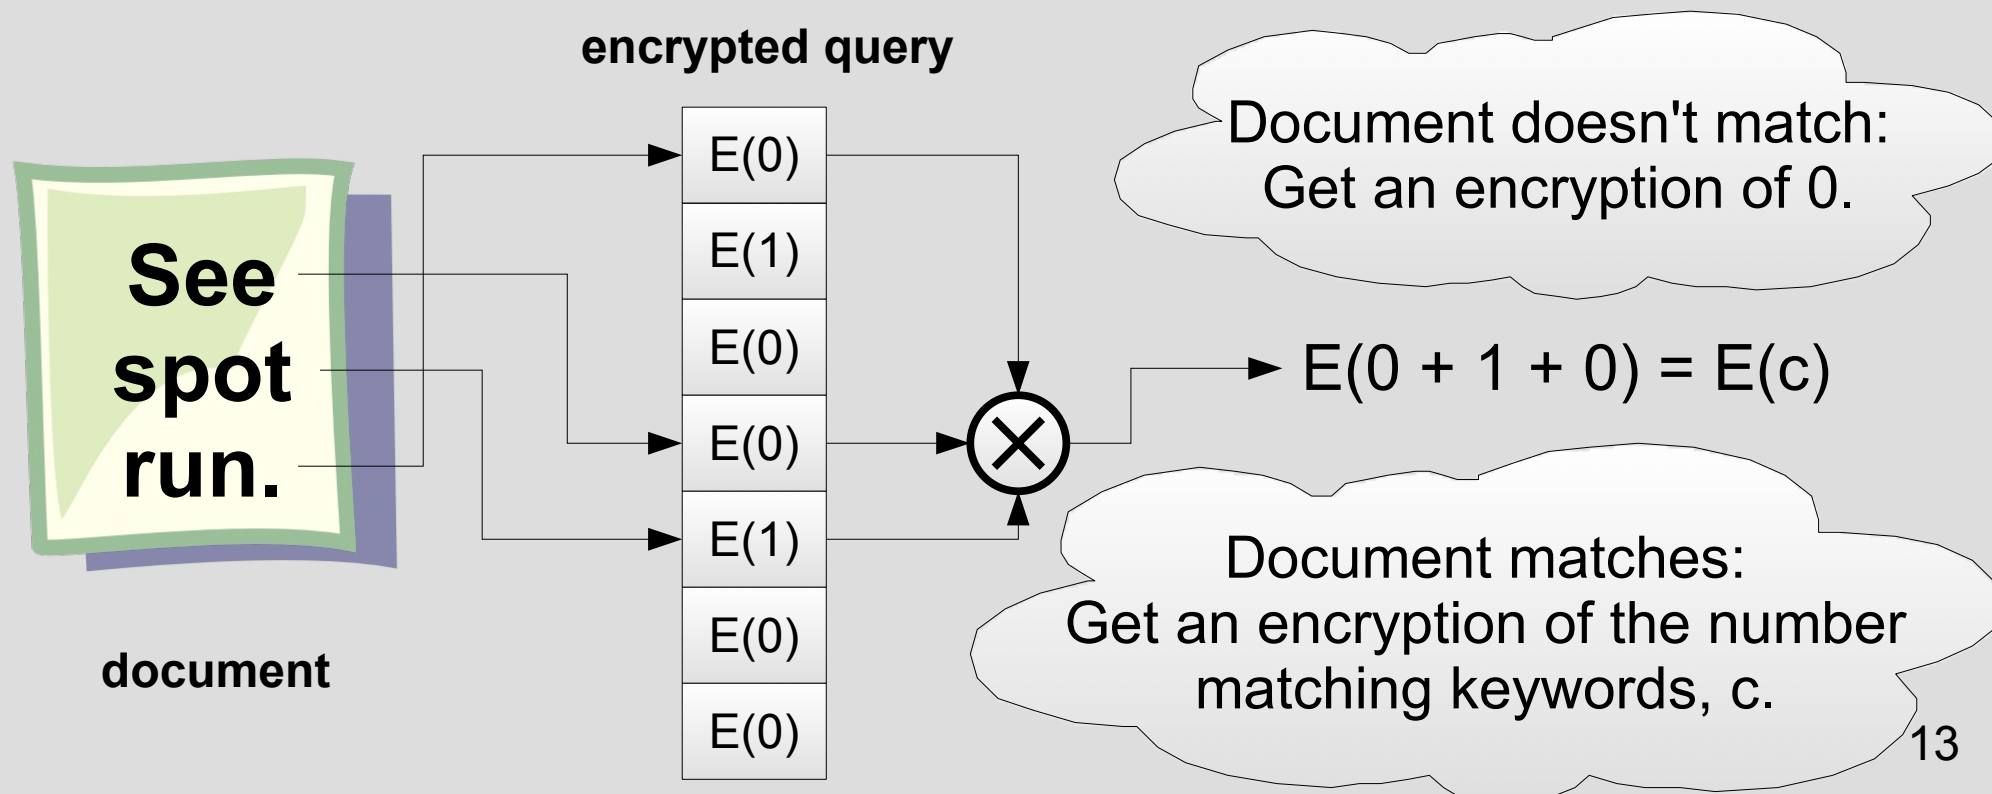 encrypted query
See
spot
run.
document
E(0)
E(1)
E(0)
E(0)
E(1)
E(0)
E(0)
Document doesn't match:
Get an encryption of 0.
E(0 + 1 + 0) = E(c)
Document matches:
Get an encryption of the number
matching keywords, c.
13